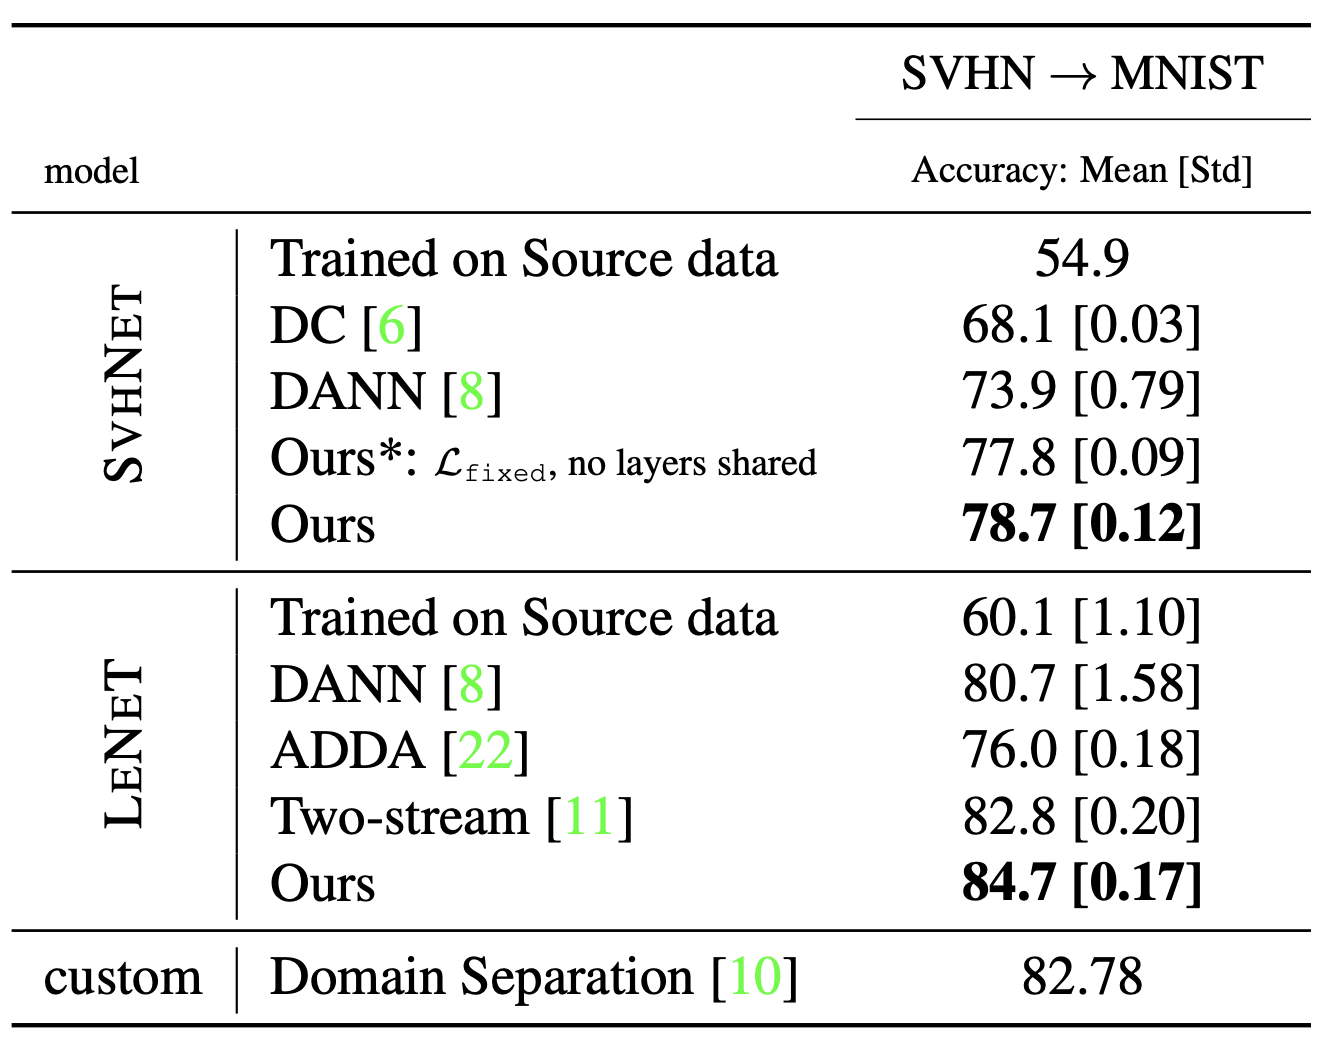 SVHN → MNIST
model Accuracy: Mean [Std]
SVHNET
Trained on Source data 54.9
DC [6] 68.1 [0.03]
DANN [8] 73.9 [0.79]
Ours*: ℒfixed, no layers shared 77.8 [0.09]
Ours 78.7 [0.12]
LENET
Trained on Source data 60.1 [1.10]
DANN [8] 80.7 [1.58]
ADDA [22] 76.0 [0.18]
Two-stream [11] 82.8 [0.20]
Ours 84.7 [0.17]
custom Domain Separation [10] 82.78